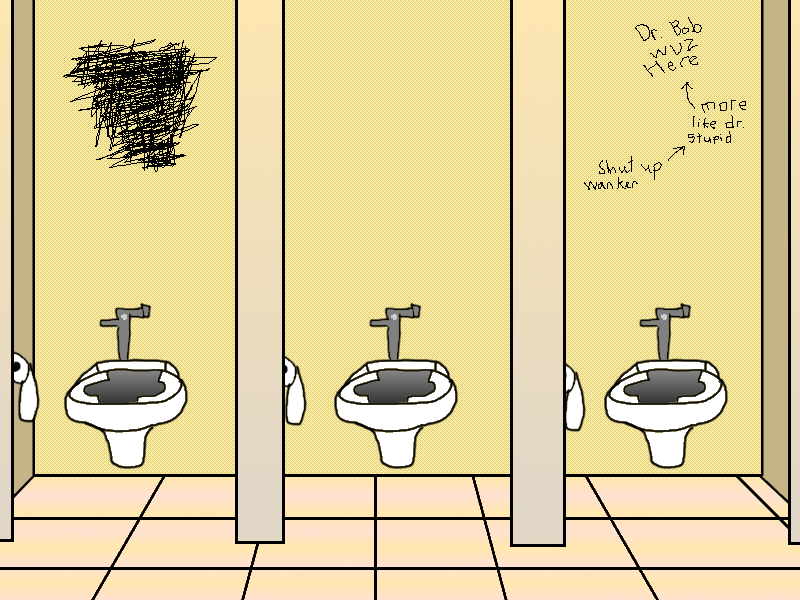 Dr. Bob
wuz
Here
more
like dr.
stupid
Shut up
wanker